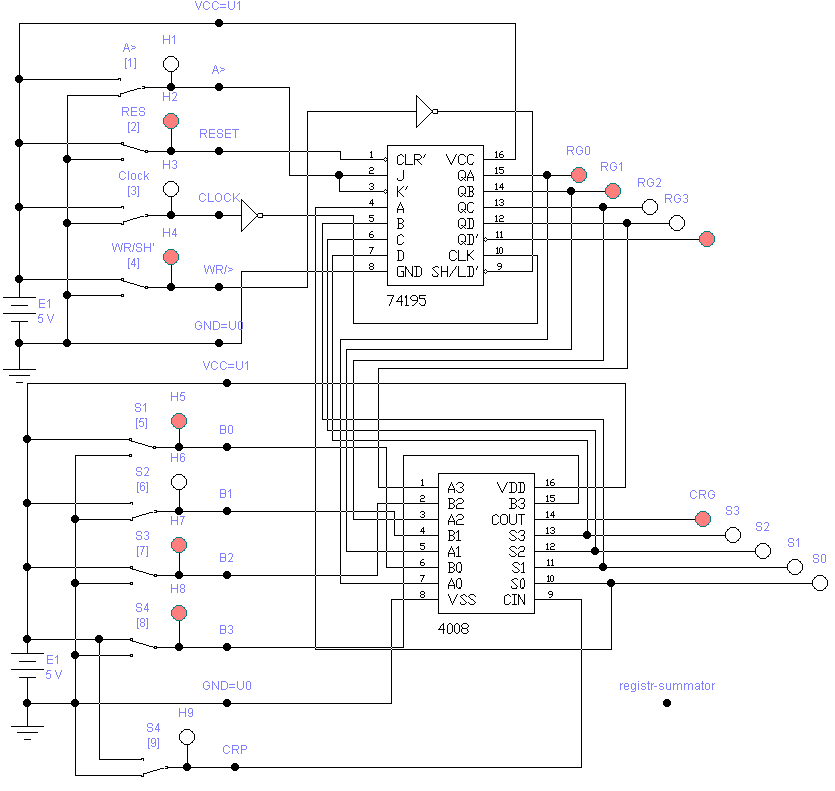 VCC=U1
A>
[1]
H1
A>
H2
RES
[2]
RESET
H3
Clock
[3]
CLOCK
H4
WR/SH'
[4]
WR/>
E1
5 V
GND=U0
1 CLR' VCC 16
2 J QA 15
3 K' QB 14
4 A QC 13
5 B QD 12
6 C QD' 11
7 D CLK 10
8 GND SH/LD' 9
74195
RG0
RG1
RG2
RG3
VCC=U1
S1
[5]
H5
B0
H6
S2
[6]
B1
H7
S3
[7]
B2
H8
S4
[8]
B3
E1
5 V
GND=U0
1 A3 VDD 16
2 B2 B3 15
3 A2 COUT 14
4 B1 S3 13
5 A1 S2 12
6 B0 S1 11
7 A0 S0 10
8 VSS CIN 9
4008
CRG
S3
S2
S1
S0
registr-summator
S4
[9]
H9
CRP